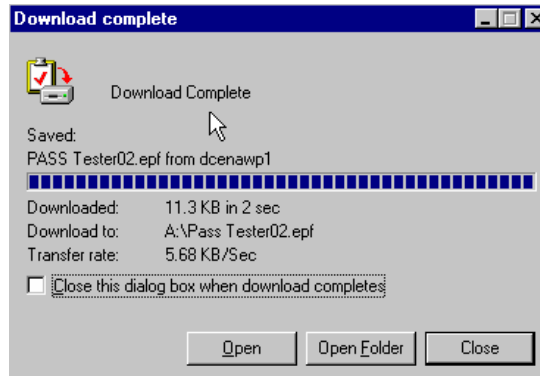 Download complete
Download Complete
Saved:
PASS Tester02.epf from dcenawp1
Downloaded: 11.3 KB in 2 sec
Download to: A:\Pass Tester02.epf
Transfer rate: 5.68 KB/Sec
Close this dialog box when download completes
Open Open Folder Close